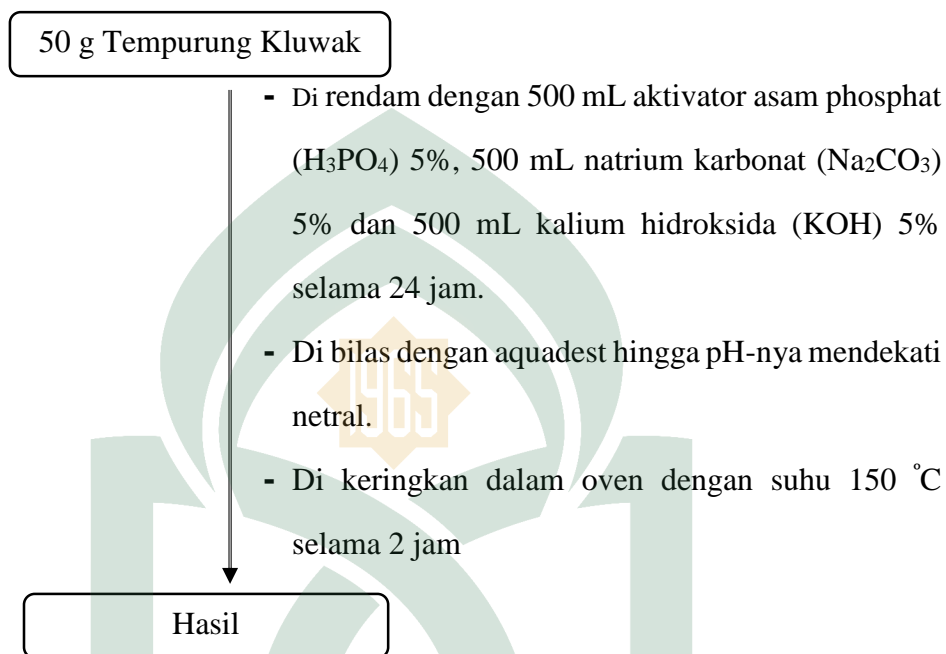 50 g Tempurung Kluwak
- Di rendam dengan 500 mL aktivator asam phosphat
(H₃PO₄) 5%, 500 mL natrium karbonat (Na₂CO₃)
5% dan 500 mL kalium hidroksida (KOH) 5%
selama 24 jam.
- Di bilas dengan aquadest hingga pH-nya mendekati
netral.
1965
- Di keringkan dalam oven dengan suhu 150 °C
selama 2 jam
Hasil